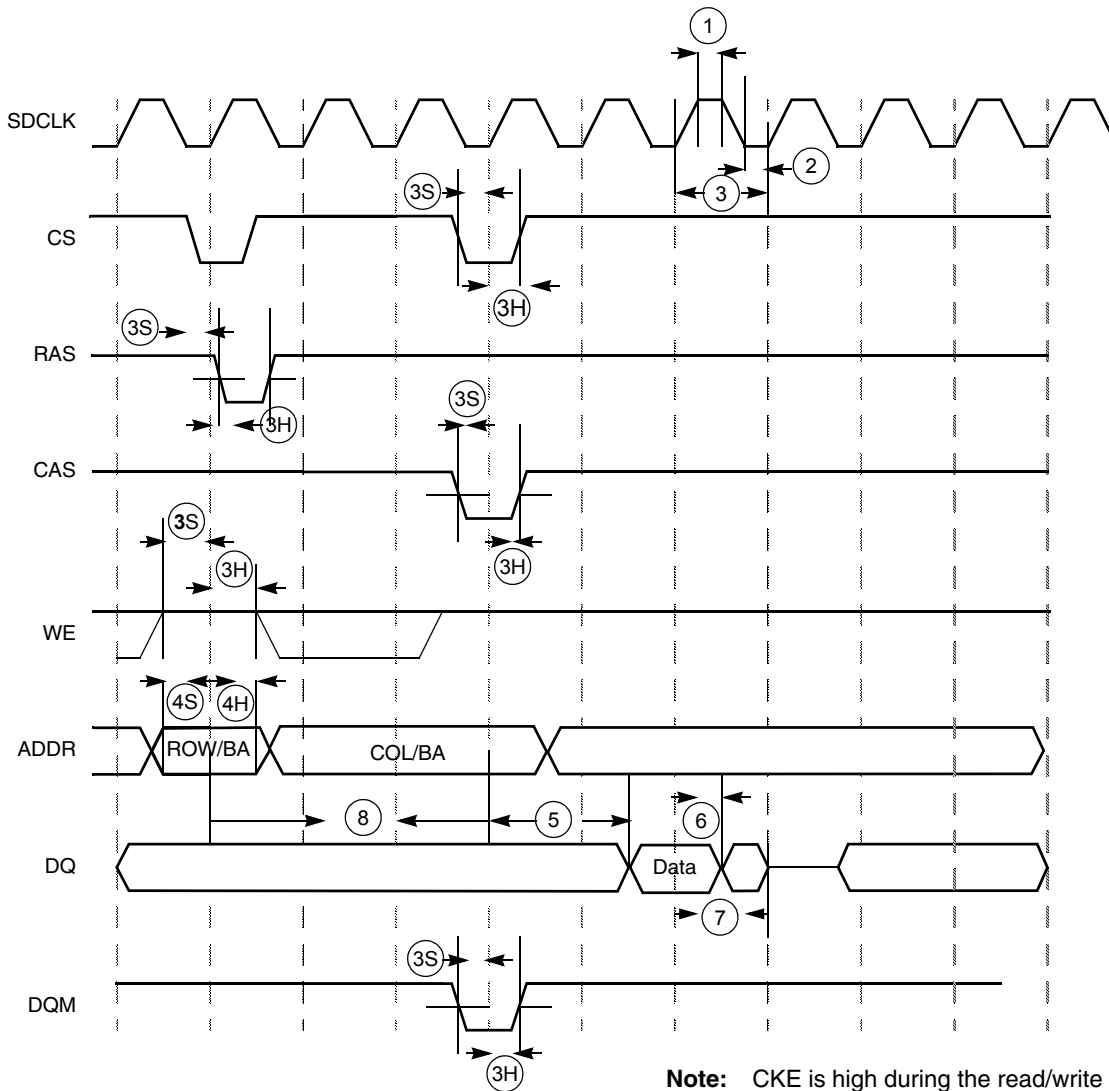 1
SDCLK
2
3S
3
CS
3H
3S
RAS
3H
3S
CAS
3S
3H
3H
WE
4S
4H
ADDR
ROW/BA
COL/BA
8
5
6
DQ
Data
7
3S
DQM
3H
Note: CKE is high during the read/write